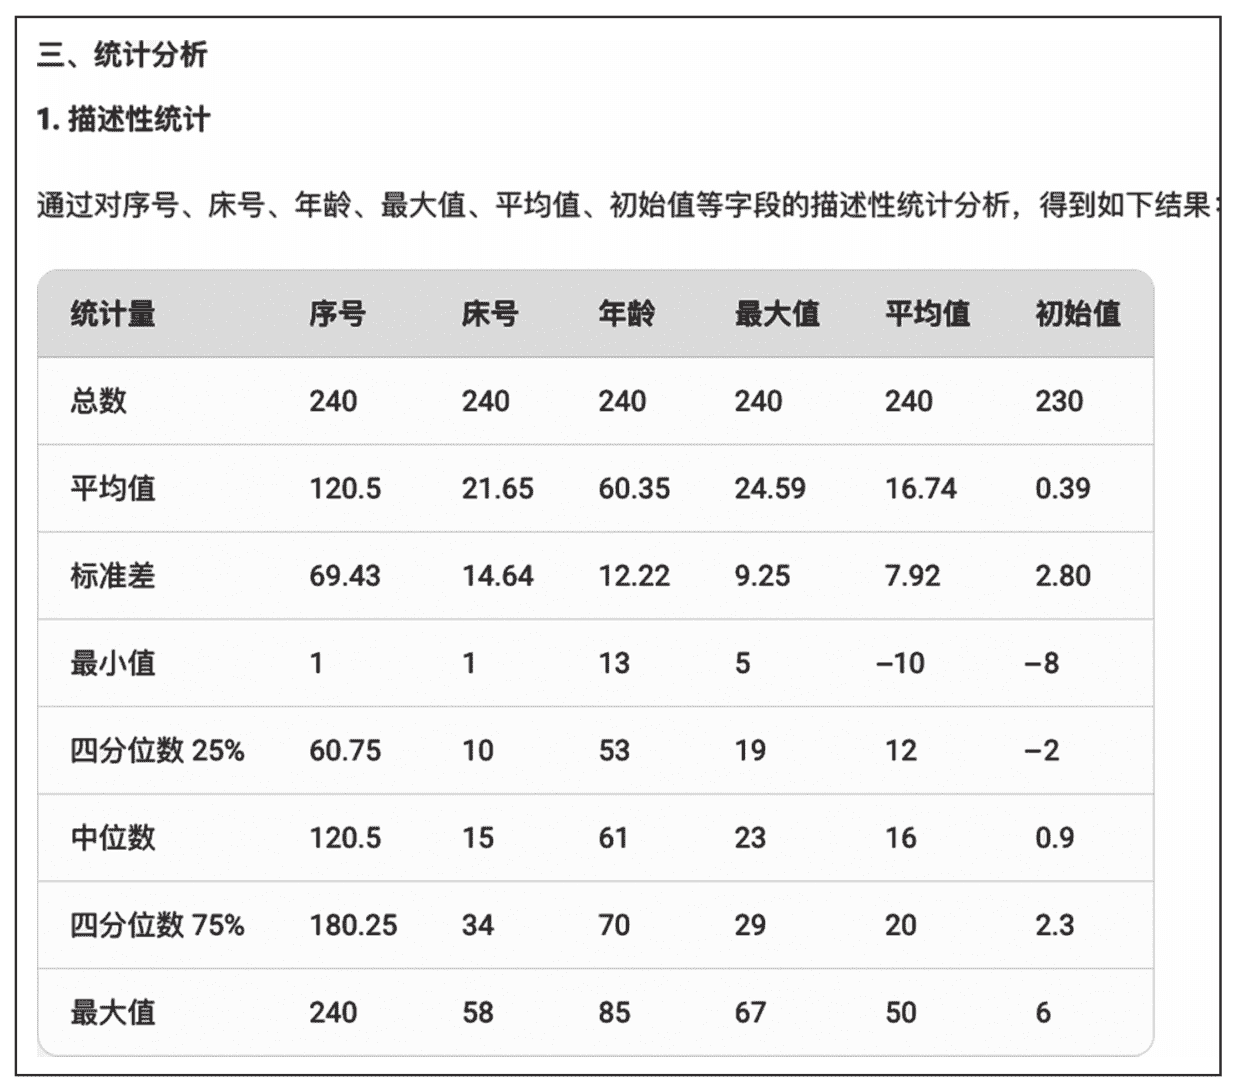 三、统计分析
1. 描述性统计
通过对序号、床号、年龄、最大值、平均值、初始值等字段的描述性统计分析，得到如下结果：
统计量 序号 床号 年龄 最大值 平均值 初始值
总数 240 240 240 240 240 230
平均值 120.5 21.65 60.35 24.59 16.74 0.39
标准差 69.43 14.64 12.22 9.25 7.92 2.80
最小值 1 1 13 5 –10 –8
四分位数 25% 60.75 10 53 19 12 –2
中位数 120.5 15 61 23 16 0.9
四分位数 75% 180.25 34 70 29 20 2.3
最大值 240 58 85 67 50 6